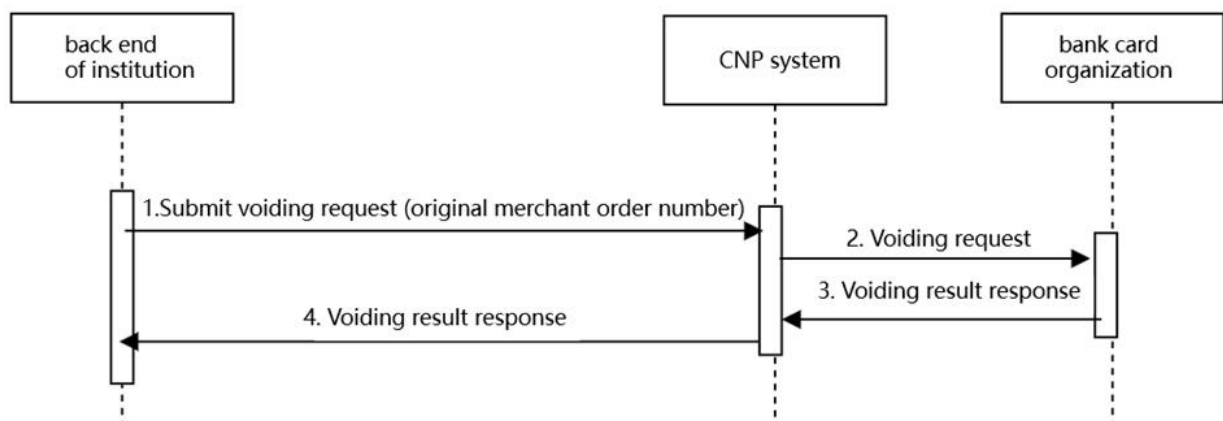 back end
of institution
CNP system
bank card
organization
1.Submit voiding request (original merchant order number)
2. Voiding request
3. Voiding result response
4. Voiding result response